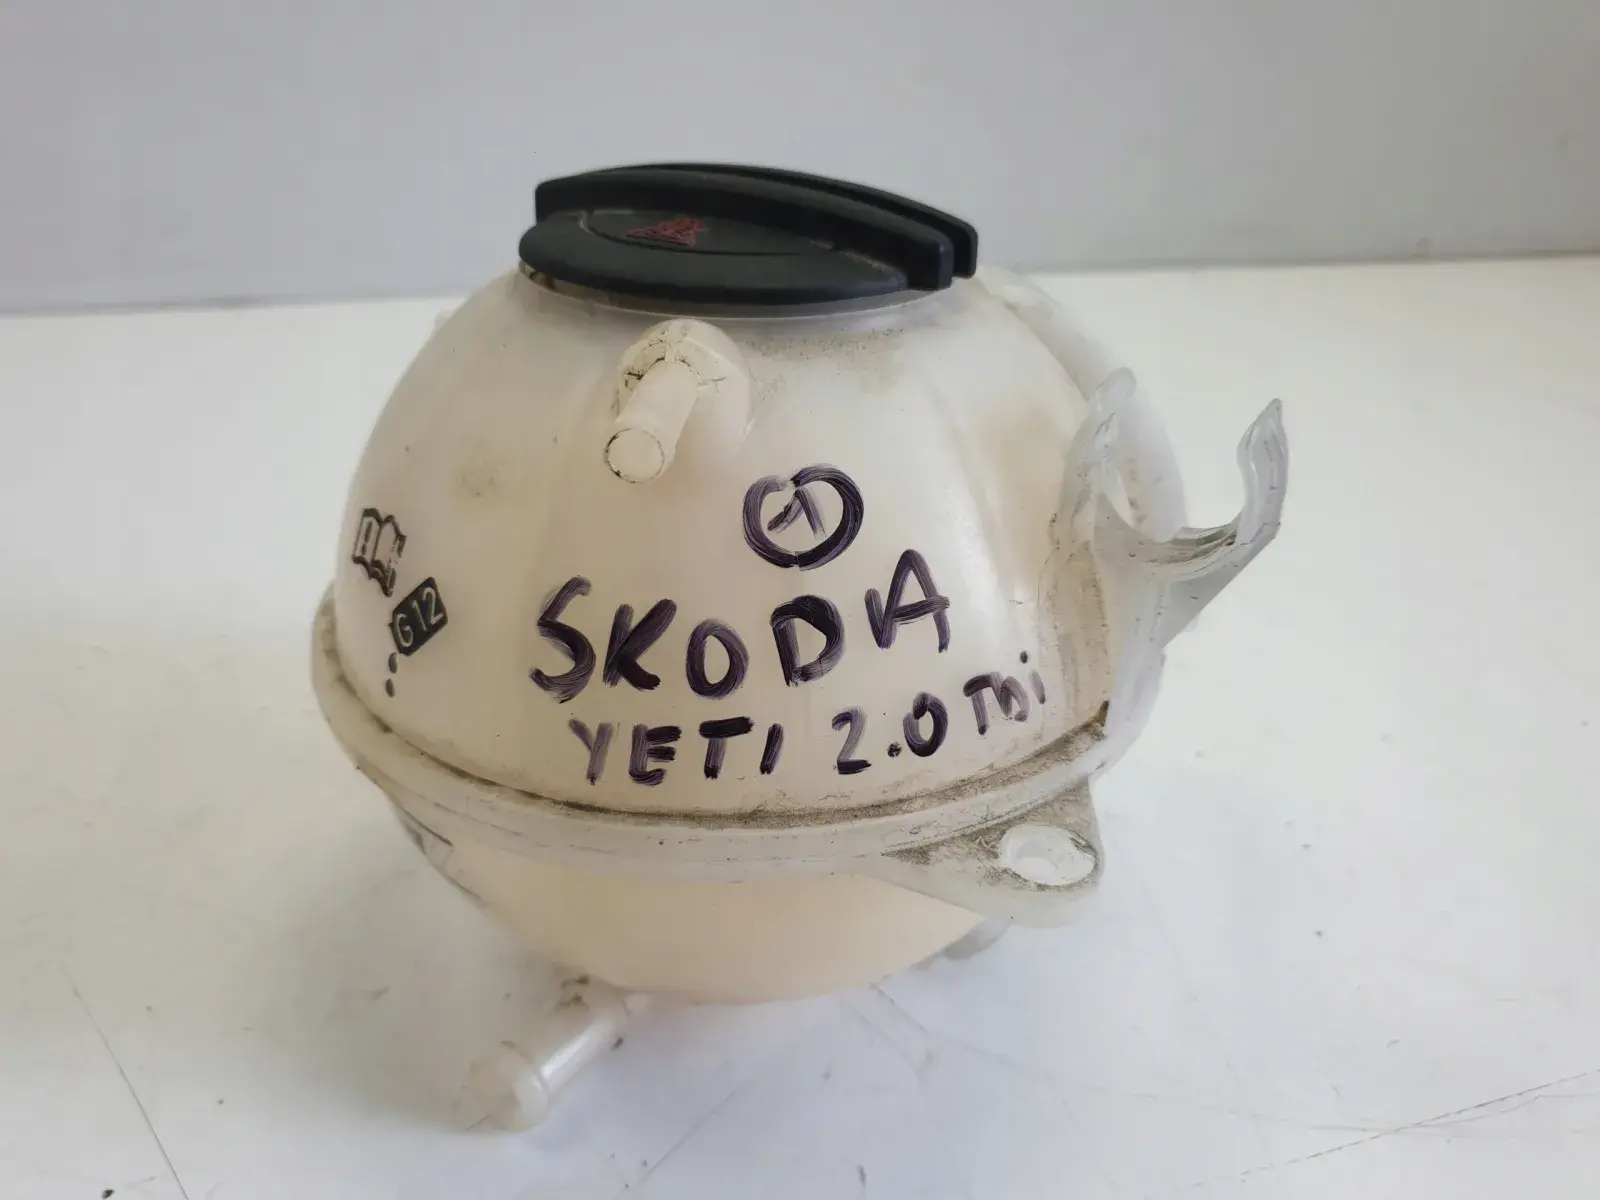 1
SKODA
YETI 2.0 TDi
G12